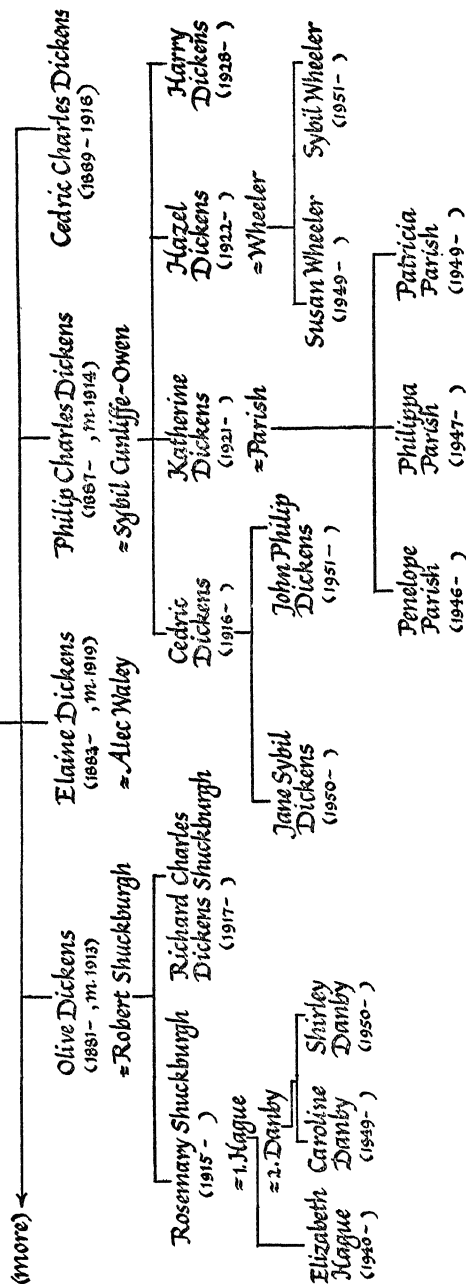 (more)
Olive Dickens
(1881- , m.1913)
≈Robert Shuckburgh
Elaine Dickens
(1884- , m.1919)
≈Alec Waley
Philip Charles Dickens
(1887- , m.1914)
≈Sybil Cunliffe-Owen
Cedric Charles Dickens
(1889-1916)
Rosemary Shuckburgh
(1915- )
Richard Charles
Dickens Shuckburgh
(1917- )
Cedric
Dickens
(1916- )
Katherine
Dickens
(1921- )
≈Parish
Hazel
Dickens
(1922- )
≈Wheeler
Harry
Dickens
(1928- )
≈1.Hague
≈2.Danby
Elizabeth
Hague
(1940- )
Caroline
Danby
(1949- )
Shirley
Danby
(1950- )
Jane Sybil
Dickens
(1950- )
John Philip
Dickens
(1951- )
Susan Wheeler
(1949- )
Sybil Wheeler
(1951- )
Penelope
Parish
(1946- )
Philippa
Parish
(1947- )
Patricia
Parish
(1949- )